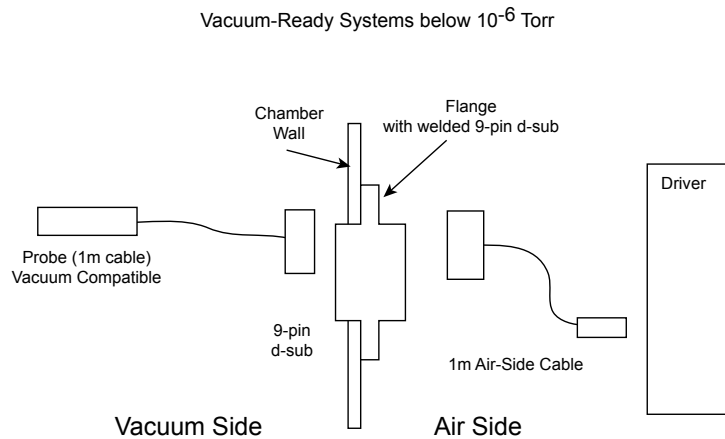 Vacuum-Ready Systems below 10⁻⁶ Torr
Chamber
Wall
Flange
with welded 9-pin d-sub
Driver
Probe (1m cable)
Vacuum Compatible
9-pin
d-sub
1m Air-Side Cable
Vacuum Side
Air Side